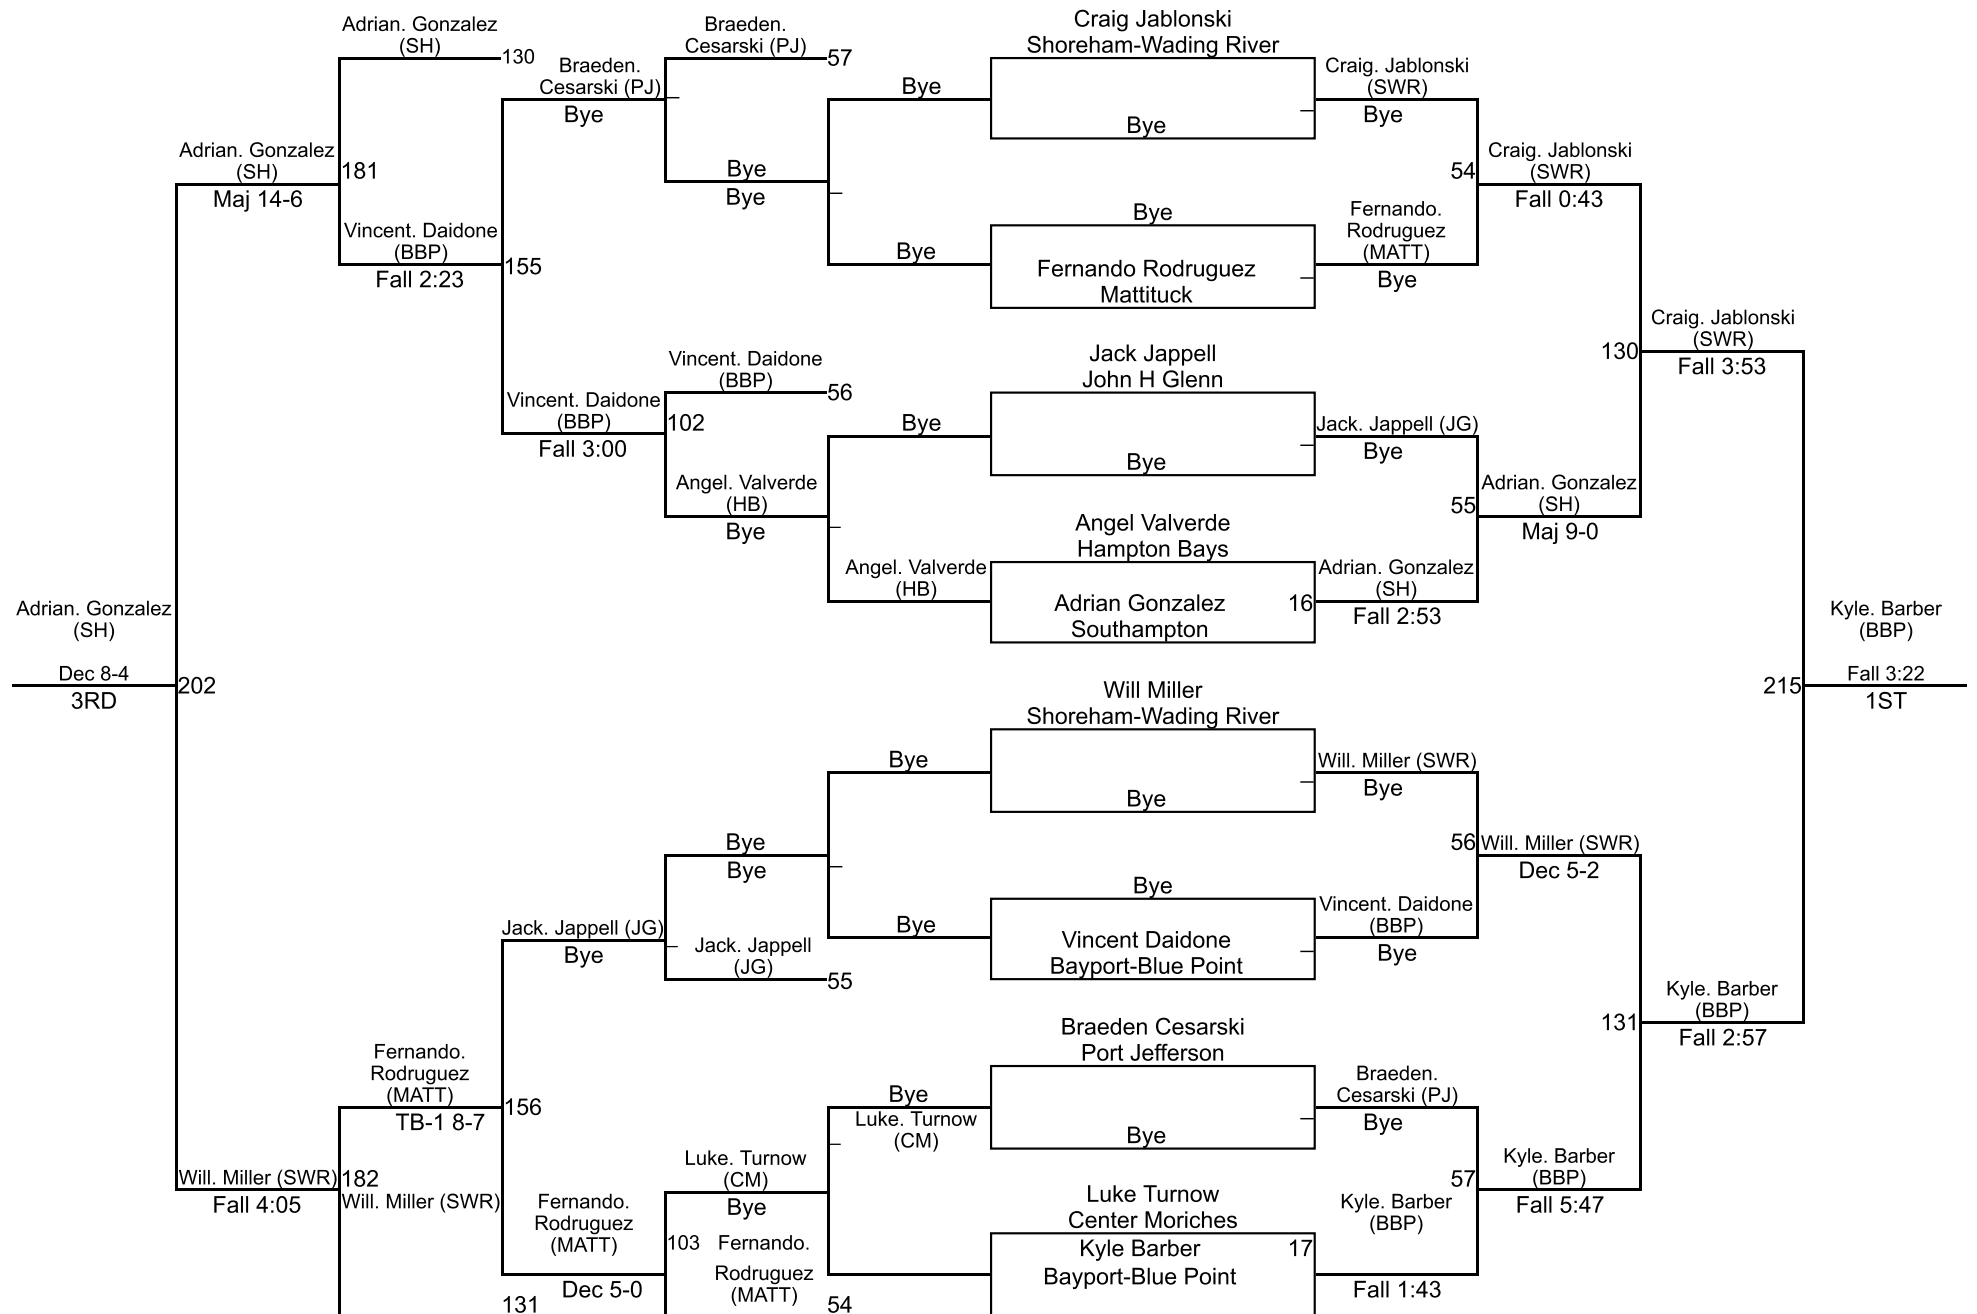 Adrian. Gonzalez
(SH)
130
Braeden.
Cesarski (PJ)
Bye
Braeden.
Cesarski (PJ)
57
Bye
Bye
Bye
Craig Jablonski
Shoreham-Wading River
Bye
Craig. Jablonski
(SWR)
Bye
Adrian. Gonzalez
(SH)
Maj 14-6
181
Vincent. Daidone
(BBP)
Fall 2:23
155
Bye
Bye
Fernando Rodruguez
Mattituck
Fernando.
Rodruguez
(MATT)
Bye
54
Craig. Jablonski
(SWR)
Fall 0:43
Vincent. Daidone
(BBP)
56
Vincent. Daidone
(BBP)
Fall 3:00
102
Angel. Valverde
(HB)
Bye
Bye
Jack Jappell
John H Glenn
Bye
Jack. Jappell (JG)
Bye
130
Craig. Jablonski
(SWR)
Fall 3:53
Angel. Valverde
(HB)
Angel Valverde
Hampton Bays
Adrian Gonzalez
Southampton
16
Adrian. Gonzalez
(SH)
Fall 2:53
55
Adrian. Gonzalez
(SH)
Maj 9-0
Adrian. Gonzalez
(SH)
Dec 8-4
3RD
202
Kyle. Barber
(BBP)
Fall 3:22
1ST
215
Bye
Will Miller
Shoreham-Wading River
Bye
Will. Miller (SWR)
Bye
Bye
Bye
Bye
Bye
Vincent Daidone
Bayport-Blue Point
Vincent. Daidone
(BBP)
Bye
56
Will. Miller (SWR)
Dec 5-2
Jack. Jappell (JG)
Bye
Jack. Jappell
(JG)
55
131
Kyle. Barber
(BBP)
Fall 2:57
Fernando.
Rodruguez
(MATT)
TB-1 8-7
156
Bye
Luke. Turnow
(CM)
Braeden Cesarski
Port Jefferson
Bye
Braeden.
Cesarski (PJ)
Bye
Will. Miller (SWR)
Fall 4:05
182
Will. Miller (SWR)
131
Fernando.
Rodruguez
(MATT)
Dec 5-0
Luke. Turnow
(CM)
Bye
103
Fernando.
Rodruguez
(MATT)
54
Luke Turnow
Center Moriches
Kyle Barber
Bayport-Blue Point
17
Kyle. Barber
(BBP)
Fall 1:43
57
Kyle. Barber
(BBP)
Fall 5:47